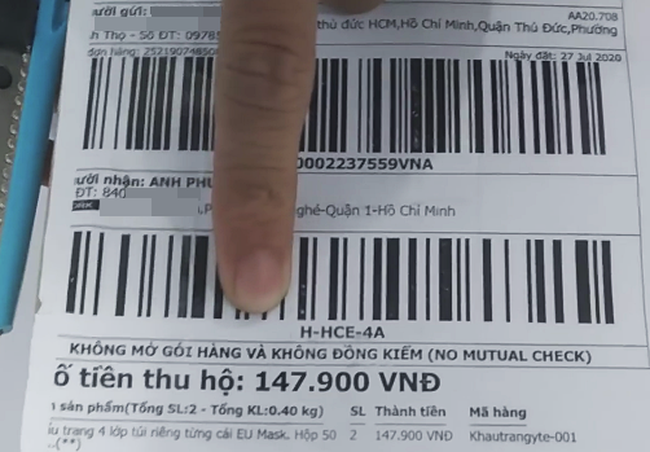 ười gửi: thủ đức HCM,Hồ Chí Minh,Quận Thủ Đức,Phường
AA20.708
h Thọ - Số ĐT: 0978
đơn hàng: Ngày đặt: 27 Jul 2020
0002237559VNA
ười nhận: ANH PHU
ĐT: 840
ghé-Quận 1-Hồ Chí Minh
H-HCE-4A
KHÔNG MỞ GÓI HÀNG VÀ KHÔNG ĐỒNG KIỂM (NO MUTUAL CHECK)
ố tiền thu hộ: 147.900 VNĐ
sản phẩm(Tổng SL:2 - Tổng KL:0.40 kg) SL Thành tiền Mã hàng
ẩu trang 4 lớp túi riêng từng cái EU Mask. Hộp 50 2 147.900 VNĐ Khautrangyte-001
..(**)